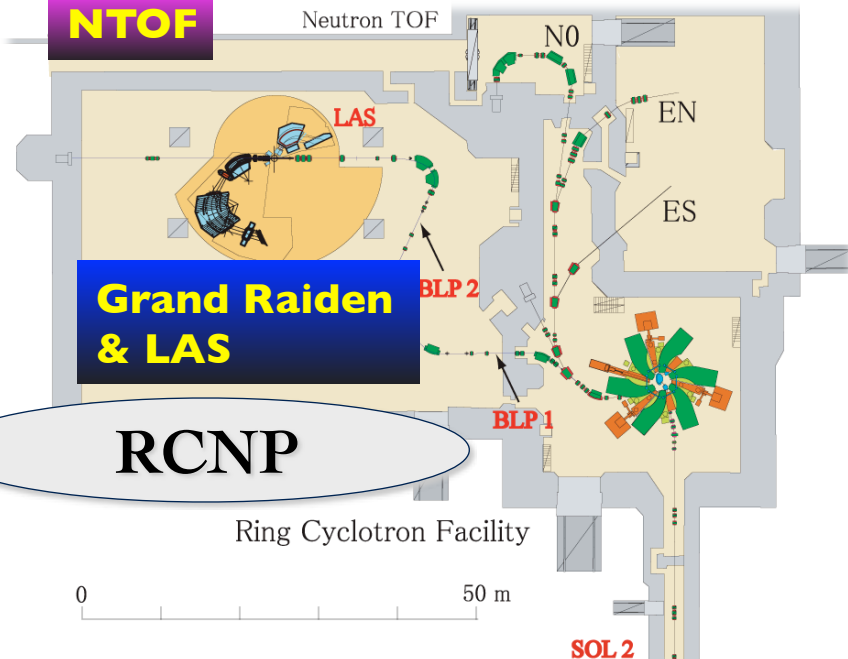 NTOF
Neutron TOF
N0
LAS
EN
ES
BLP 2
Grand Raiden
& LAS
BLP 1
RCNP
Ring Cyclotron Facility
0
50 m
SOL 2